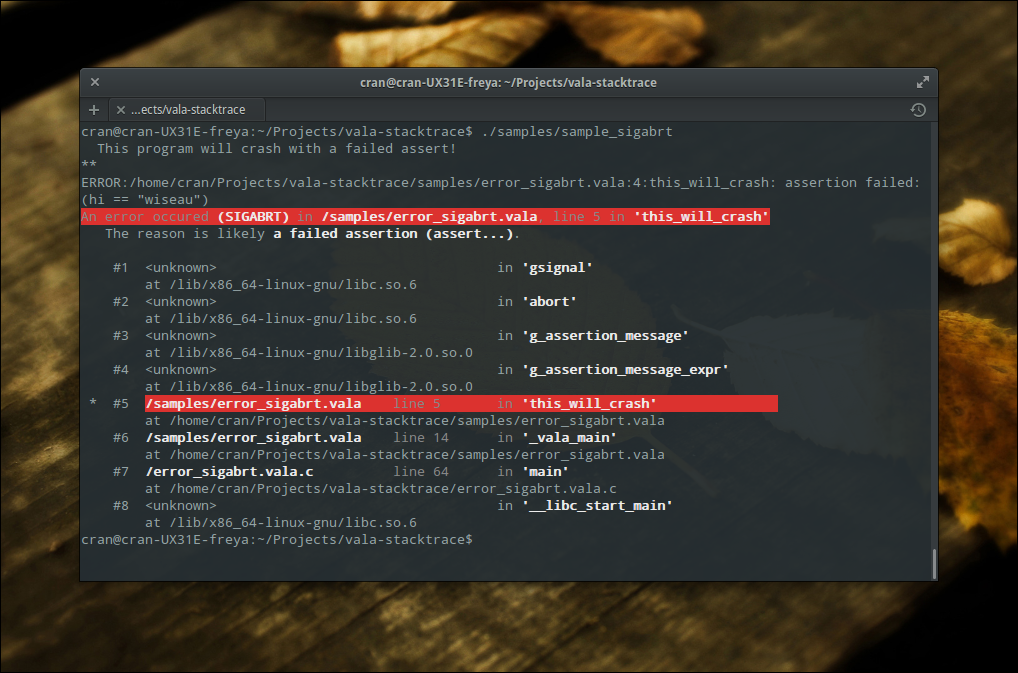 cran@cran-UX31E-freya: ~/Projects/vala-stacktrace
...ects/vala-stacktrace
cran@cran-UX31E-freya:~/Projects/vala-stacktrace$ ./samples/sample_sigabrt
This program will crash with a failed assert!
**
ERROR:/home/cran/Projects/vala-stacktrace/samples/error_sigabrt.vala:4:this_will_crash: assertion failed:
(hi == "wiseau")
An error occured (SIGABRT) in /samples/error_sigabrt.vala, line 5 in 'this_will_crash'
The reason is likely a failed assertion (assert...).
#1 <unknown> in 'gsignal'
at /lib/x86_64-linux-gnu/libc.so.6
#2 <unknown> in 'abort'
at /lib/x86_64-linux-gnu/libc.so.6
#3 <unknown> in 'g_assertion_message'
at /lib/x86_64-linux-gnu/libglib-2.0.so.0
#4 <unknown> in 'g_assertion_message_expr'
at /lib/x86_64-linux-gnu/libglib-2.0.so.0
* #5 /samples/error_sigabrt.vala line 5 in 'this_will_crash'
at /home/cran/Projects/vala-stacktrace/samples/error_sigabrt.vala
#6 /samples/error_sigabrt.vala line 14 in '_vala_main'
at /home/cran/Projects/vala-stacktrace/samples/error_sigabrt.vala
#7 /error_sigabrt.vala.c line 64 in 'main'
at /home/cran/Projects/vala-stacktrace/error_sigabrt.vala.c
#8 <unknown> in '__libc_start_main'
at /lib/x86_64-linux-gnu/libc.so.6
cran@cran-UX31E-freya:~/Projects/vala-stacktrace$